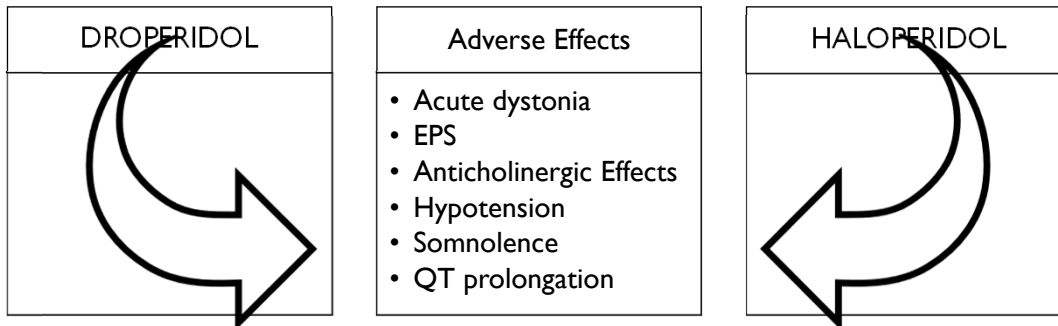 DROPERIDOL
Adverse Effects
• Acute dystonia
• EPS
• Anticholinergic Effects
• Hypotension
• Somnolence
• QT prolongation
HALOPERIDOL